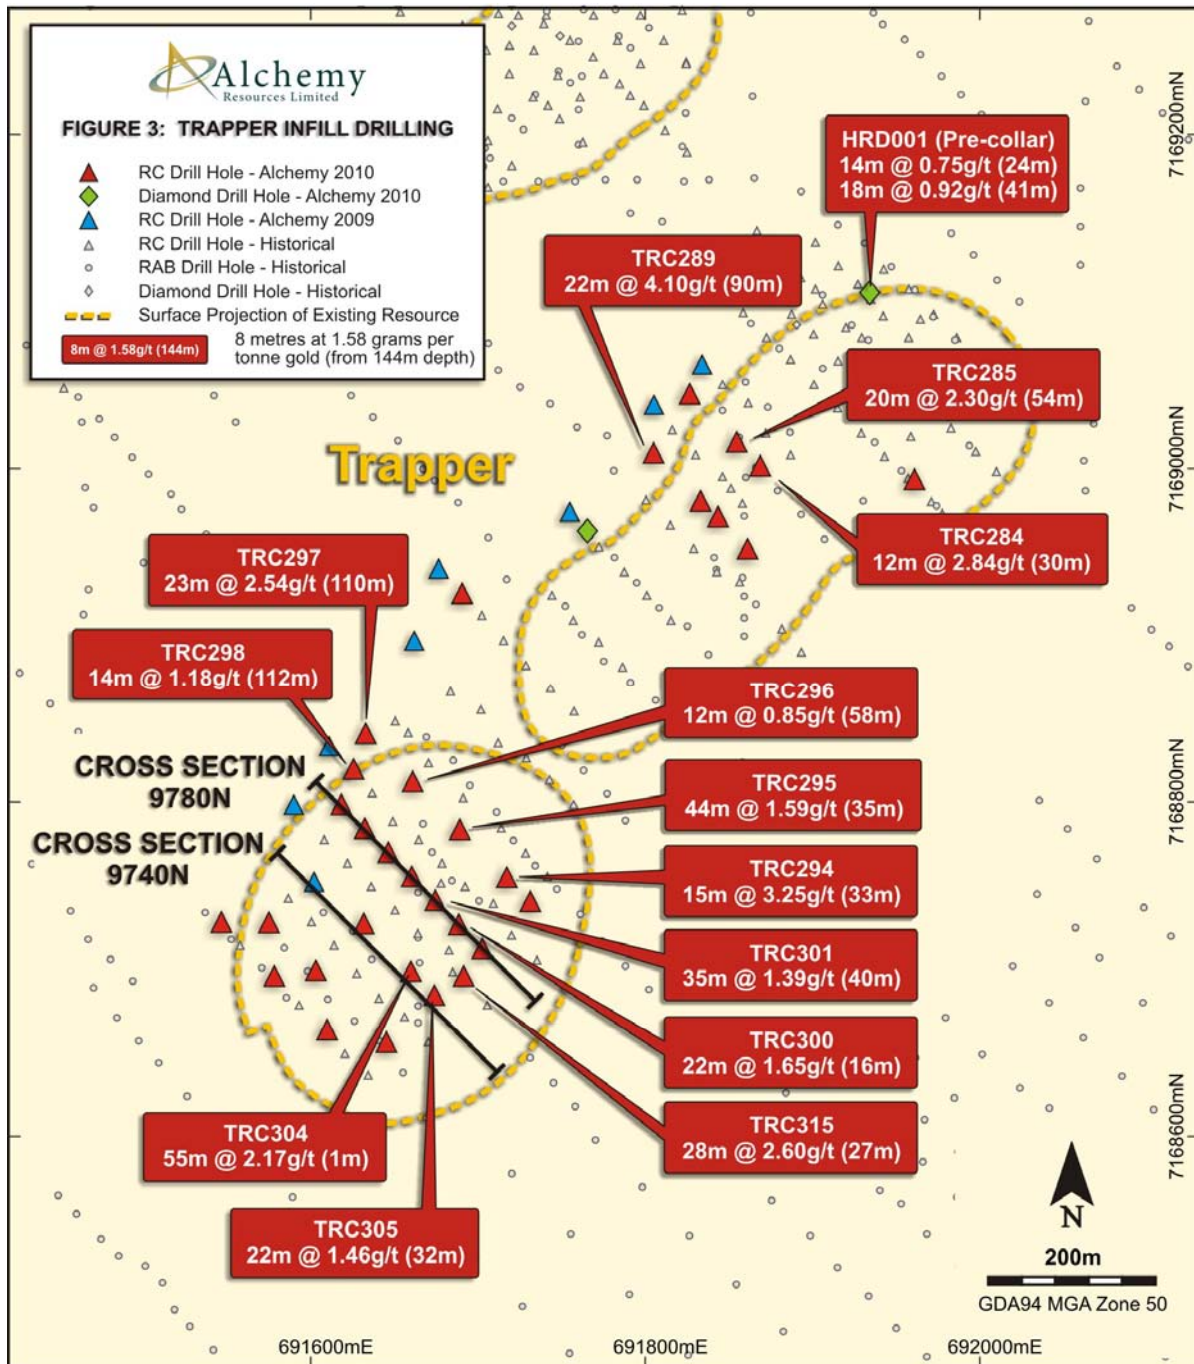 Alchemy
Resources Limited
FIGURE 3: TRAPPER INFILL DRILLING
RC Drill Hole - Alchemy 2010
Diamond Drill Hole - Alchemy 2010
RC Drill Hole - Alchemy 2009
RC Drill Hole - Historical
RAB Drill Hole - Historical
Diamond Drill Hole - Historical
Surface Projection of Existing Resource
8m @ 1.58g/t (144m)
8 metres at 1.58 grams per
tonne gold (from 144m depth)
HRD001 (Pre-collar)
14m @ 0.75g/t (24m)
18m @ 0.92g/t (41m)
7169200mN
TRC289
22m @ 4.10g/t (90m)
TRC285
20m @ 2.30g/t (54m)
Trapper
7169000mN
TRC284
12m @ 2.84g/t (30m)
TRC297
23m @ 2.54g/t (110m)
TRC298
14m @ 1.18g/t (112m)
TRC296
12m @ 0.85g/t (58m)
CROSS SECTION
9780N
TRC295
44m @ 1.59g/t (35m)
7168800mN
CROSS SECTION
9740N
TRC294
15m @ 3.25g/t (33m)
TRC301
35m @ 1.39g/t (40m)
TRC300
22m @ 1.65g/t (16m)
TRC315
28m @ 2.60g/t (27m)
7168600mN
TRC304
55m @ 2.17g/t (1m)
TRC305
22m @ 1.46g/t (32m)
N
200m
GDA94 MGA Zone 50
691600mE
691800mE
692000mE